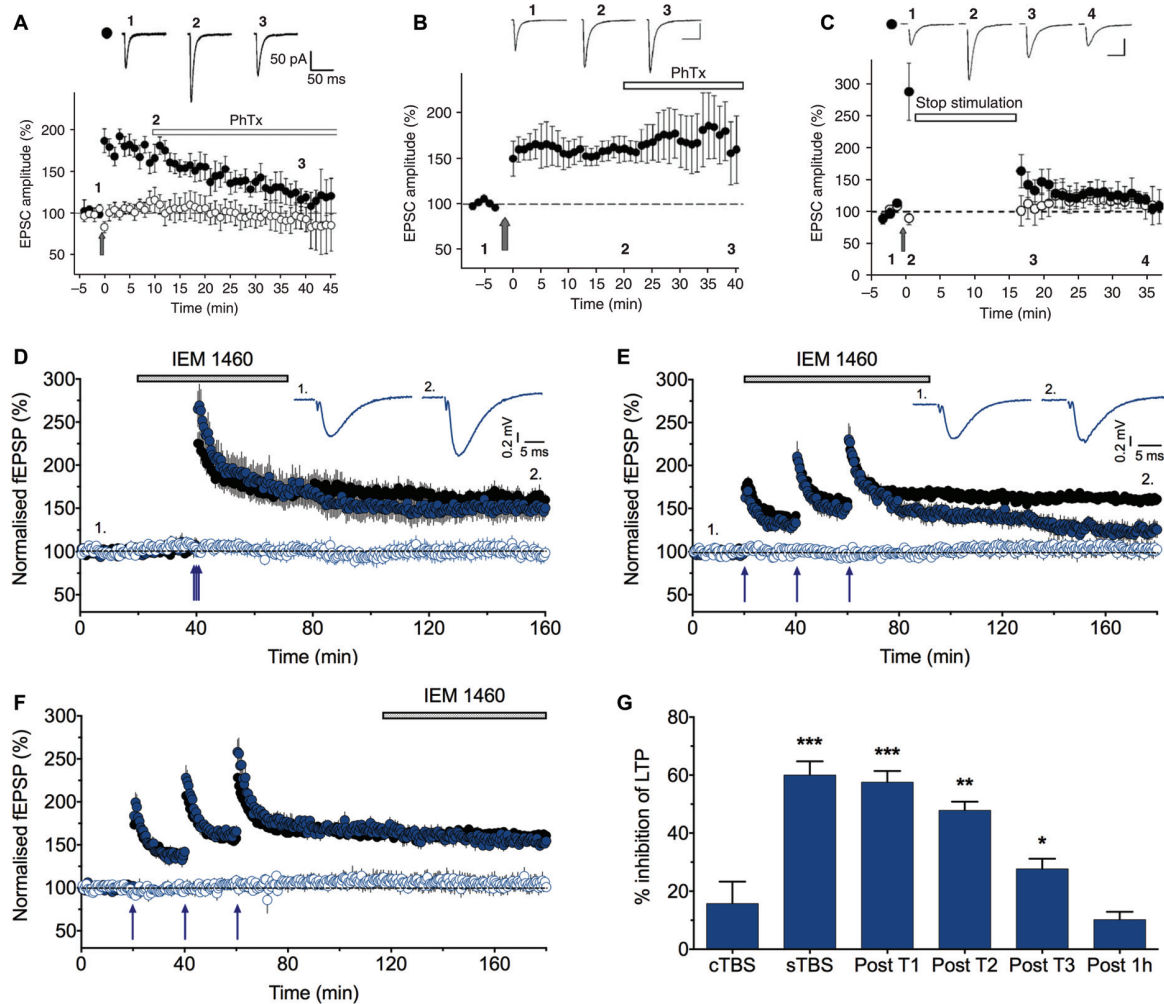 A
1 2 3
50 pA
50 ms
EPSC amplitude (%)
200
150
100
50
2
PhTx
1
3
−5 0 5 10 15 20 25 30 35 40 45
Time (min)
B
1 2 3
PhTx
EPSC amplitude (%)
200
150
100
50
1 2 3
−5 0 5 10 15 20 25 30 35 40
Time (min)
C
1 2 3 4
EPSC amplitude (%)
300
250
200
150
100
50
0
Stop stimulation
1 2 3 4
−5 0 5 10 15 20 25 30 35
Time (min)
D
IEM 1460
Normalised fEPSP (%)
300
250
200
150
100
50
1. 2.
0.2 mV
5 ms
1. 2.
0 40 80 120 160
Time (min)
E
IEM 1460
Normalised fEPSP (%)
300
250
200
150
100
50
1. 2.
0.2 mV
5 ms
1. 2.
0 40 80 120 160
Time (min)
F
IEM 1460
Normalised fEPSP (%)
300
250
200
150
100
50
0 40 80 120 160
Time (min)
G
% inhibition of LTP
80
60
40
20
0
*** *** ** *
cTBS sTBS Post T1 Post T2 Post T3 Post 1h